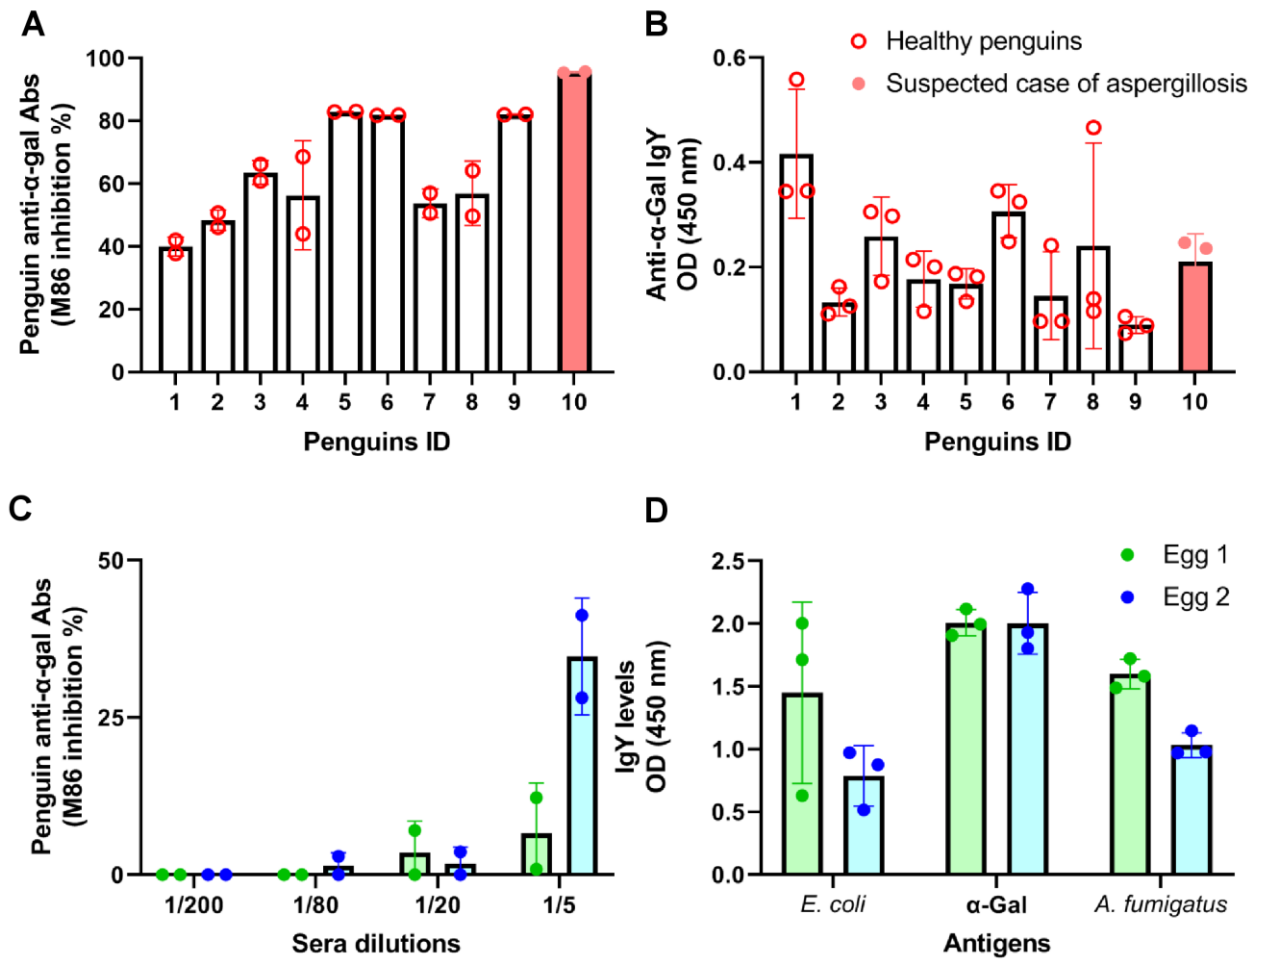 A
Penguin anti-α-gal Abs
(M86 inhibition %)
100
80
60
40
20
0
1 2 3 4 5 6 7 8 9 10
Penguins ID
B
Healthy penguins
Suspected case of aspergillosis
Anti-α-Gal IgY
OD (450 nm)
0.6
0.4
0.2
0.0
1 2 3 4 5 6 7 8 9 10
Penguins ID
C
Penguin anti-α-gal Abs
(M86 inhibition %)
50
25
0
1/200 1/80 1/20 1/5
Sera dilutions
D
Egg 1
Egg 2
IgY levels
OD (450 nm)
2.5
2.0
1.5
1.0
0.5
0.0
E. coli α-Gal A. fumigatus
Antigens